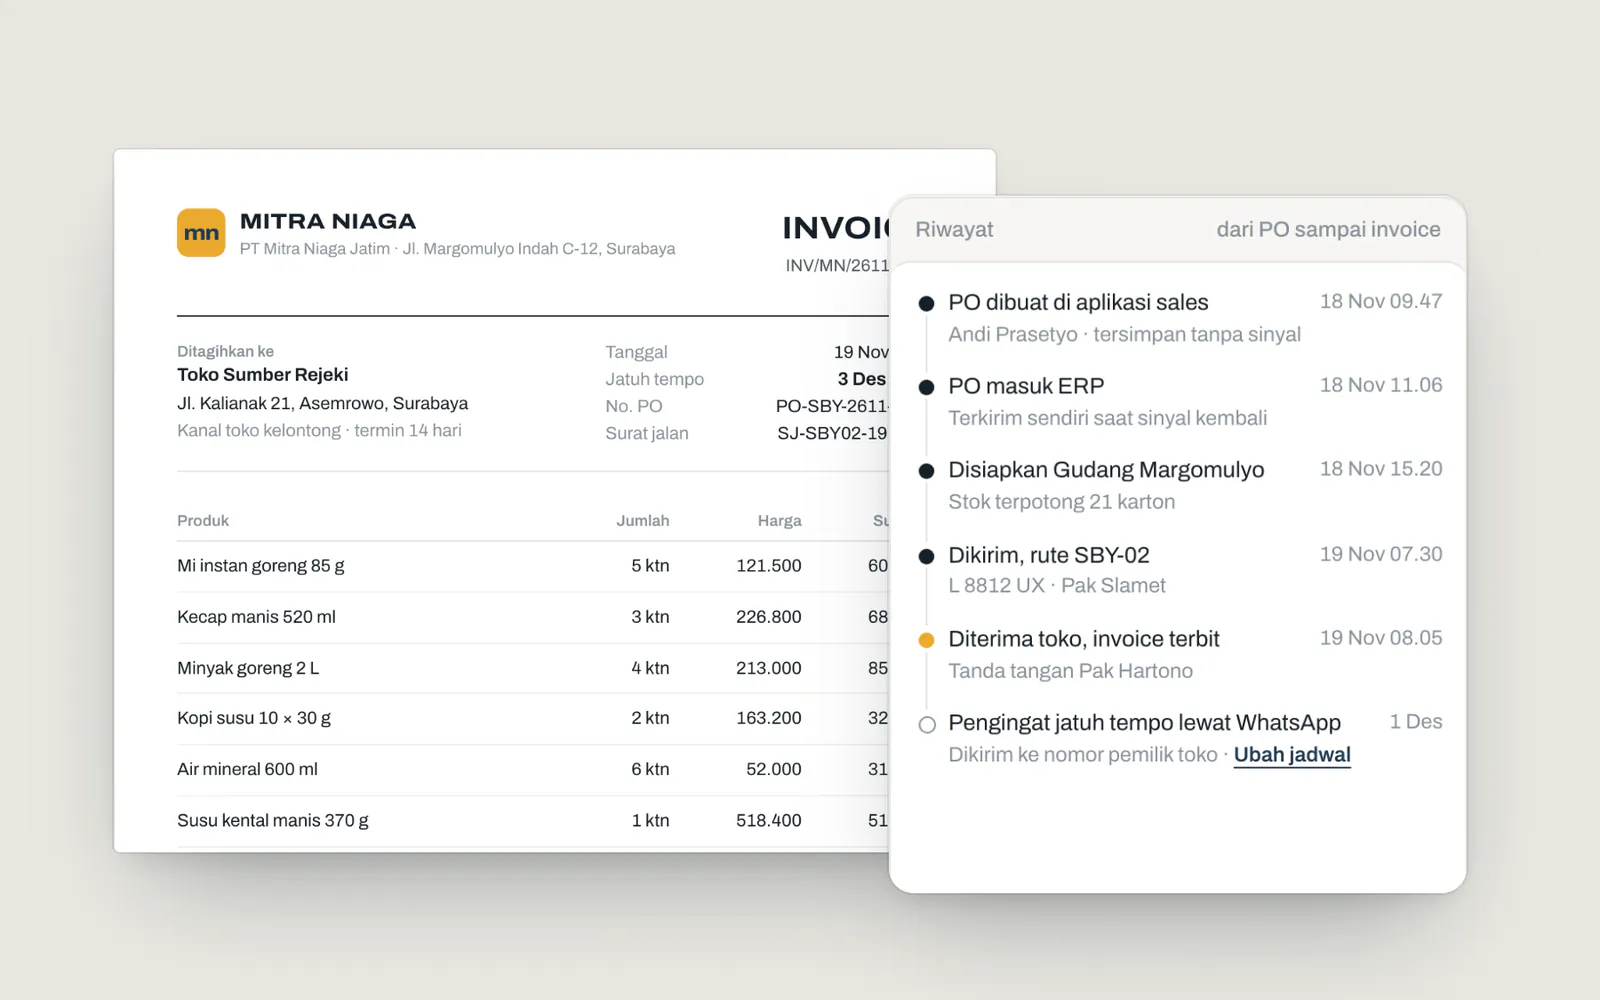 mn
MITRA NIAGA
PT Mitra Niaga Jatim · Jl. Margomulyo Indah C-12, Surabaya
INV/MN/2611
Ditagihkan ke
Toko Sumber Rejeki
Jl. Kalianak 21, Asemrowo, Surabaya
Kanal toko kelontong · termin 14 hari
Tanggal 19 Nov
Jatuh tempo 3 Des
No. PO PO-SBY-2611-
Surat jalan SJ-SBY02-19
Produk Jumlah Harga
Mi instan goreng 85 g 5 ktn 121.500 60
Kecap manis 520 ml 3 ktn 226.800 68
Minyak goreng 2 L 4 ktn 213.000 85
Kopi susu 10 × 30 g 2 ktn 163.200 32
Air mineral 600 ml 6 ktn 52.000 31
Susu kental manis 370 g 1 ktn 518.400 51
Riwayat dari PO sampai invoice
PO dibuat di aplikasi sales 18 Nov 09.47
Andi Prasetyo · tersimpan tanpa sinyal
PO masuk ERP 18 Nov 11.06
Terkirim sendiri saat sinyal kembali
Disiapkan Gudang Margomulyo 18 Nov 15.20
Stok terpotong 21 karton
Dikirim, rute SBY-02 19 Nov 07.30
L 8812 UX · Pak Slamet
Diterima toko, invoice terbit 19 Nov 08.05
Tanda tangan Pak Hartono
Pengingat jatuh tempo lewat WhatsApp 1 Des
Dikirim ke nomor pemilik toko · Ubah jadwal